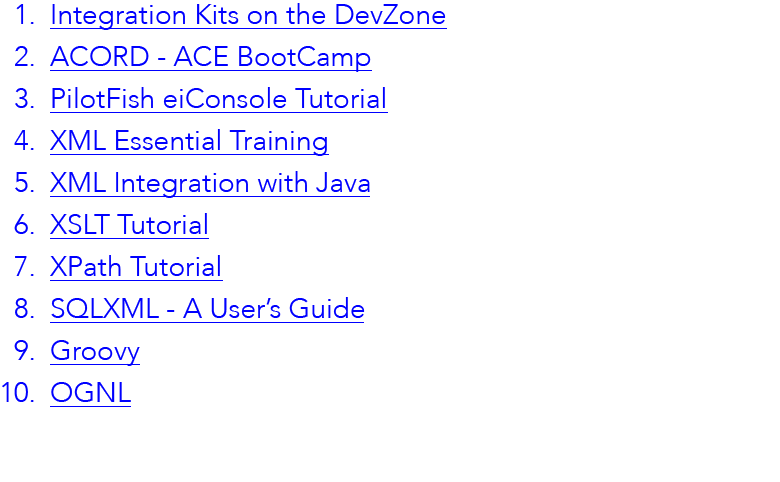 1. Integration Kits on the DevZone
2. ACORD - ACE BootCamp
3. PilotFish eiConsole Tutorial
4. XML Essential Training
5. XML Integration with Java
6. XSLT Tutorial
7. XPath Tutorial
8. SQLXML - A User’s Guide
9. Groovy
10. OGNL